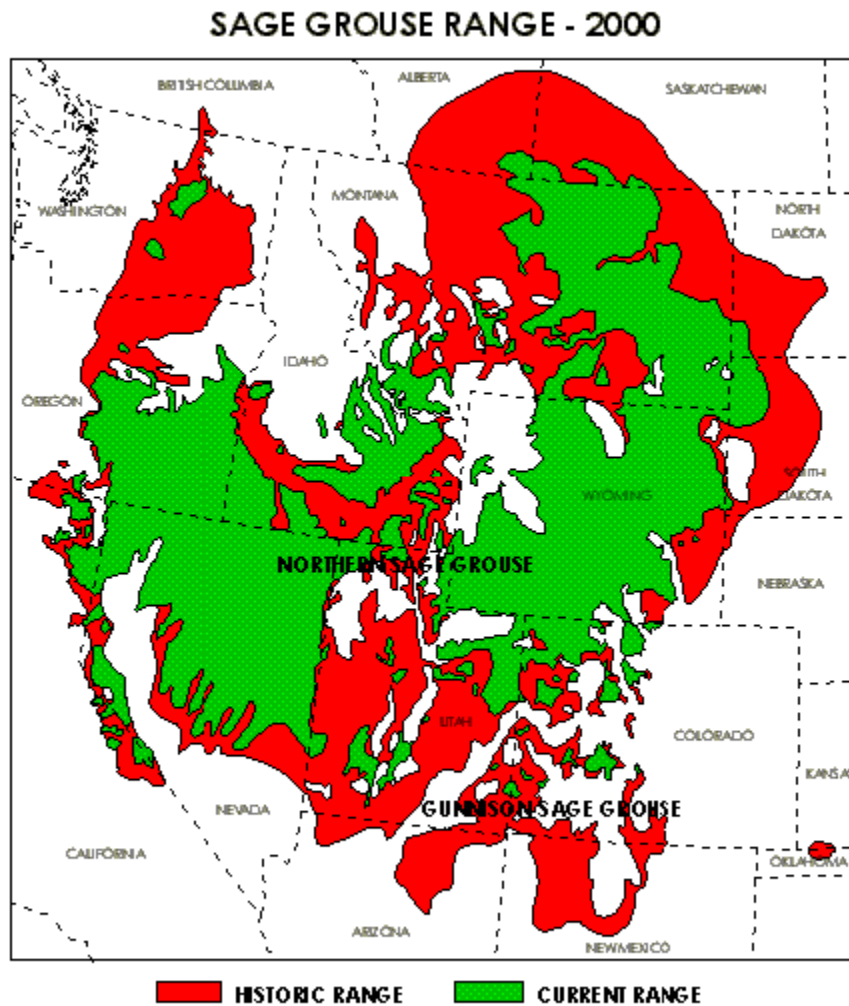 SAGE GROUSE RANGE - 2000
BRITISH COLUMBIA
ALBERTA
SASKATCHEWAN
WASHINGTON
MONTANA
NORTH
DAKOTA
IDAHO
OREGON
WYOMING
SOUTH
DAKOTA
NORTHERN SAGE GROUSE
NEBRASKA
UTAH
COLORADO
KANSA
NEVADA
GUNNISON SAGE GROUSE
CALIFORNIA
OKLAHOMA
ARIZONA
NEW MEXICO
HISTORIC RANGE
CURRENT RANGE